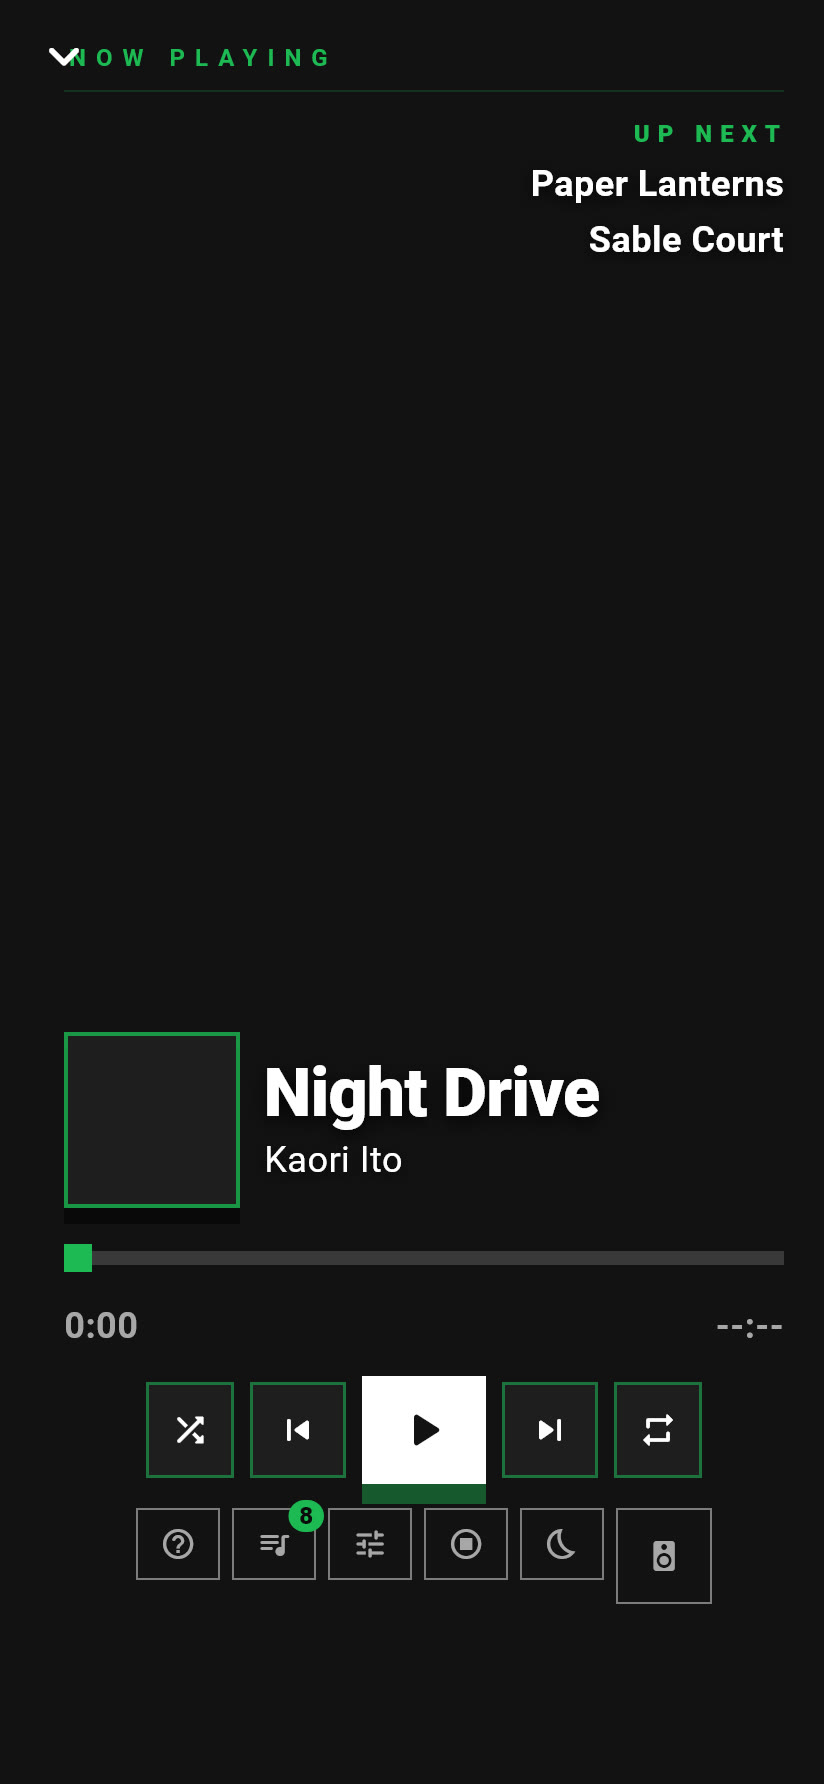 NOW PLAYING
UP NEXT
Paper Lanterns
Sable Court
Night Drive
Kaori Ito
0:00
--:--
8